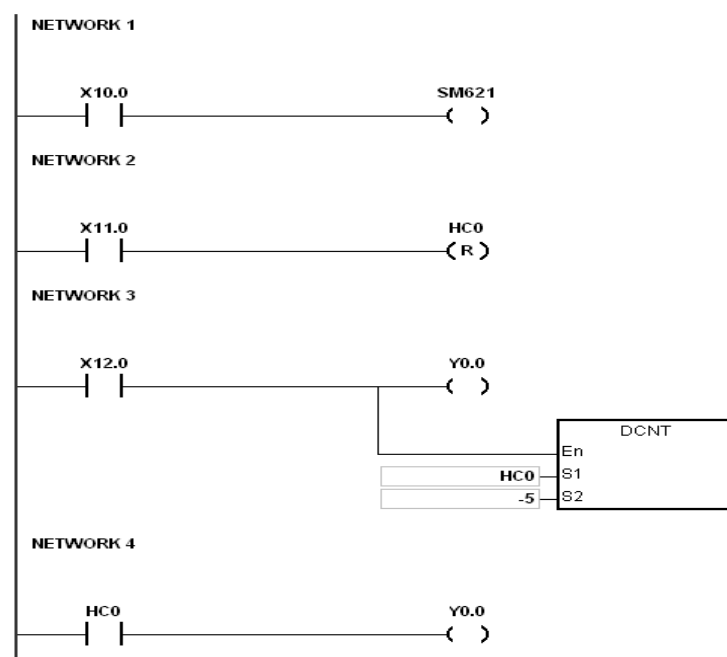 NETWORK 1
X10.0 SM621
( )
NETWORK 2
X11.0 HC0
( R )
NETWORK 3
X12.0 Y0.0
( )
DCNT
En
HC0 S1
-5 S2
NETWORK 4
HC0 Y0.0
( )